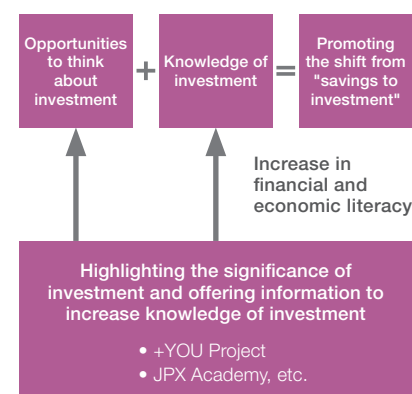 Opportunities
to think
about
investment
+
Knowledge of
investment
=
Promoting
the shift from
"savings to
investment"
Increase in
financial and
economic literacy
Highlighting the significance of
investment and offering information to
increase knowledge of investment
• +YOU Project
• JPX Academy, etc.